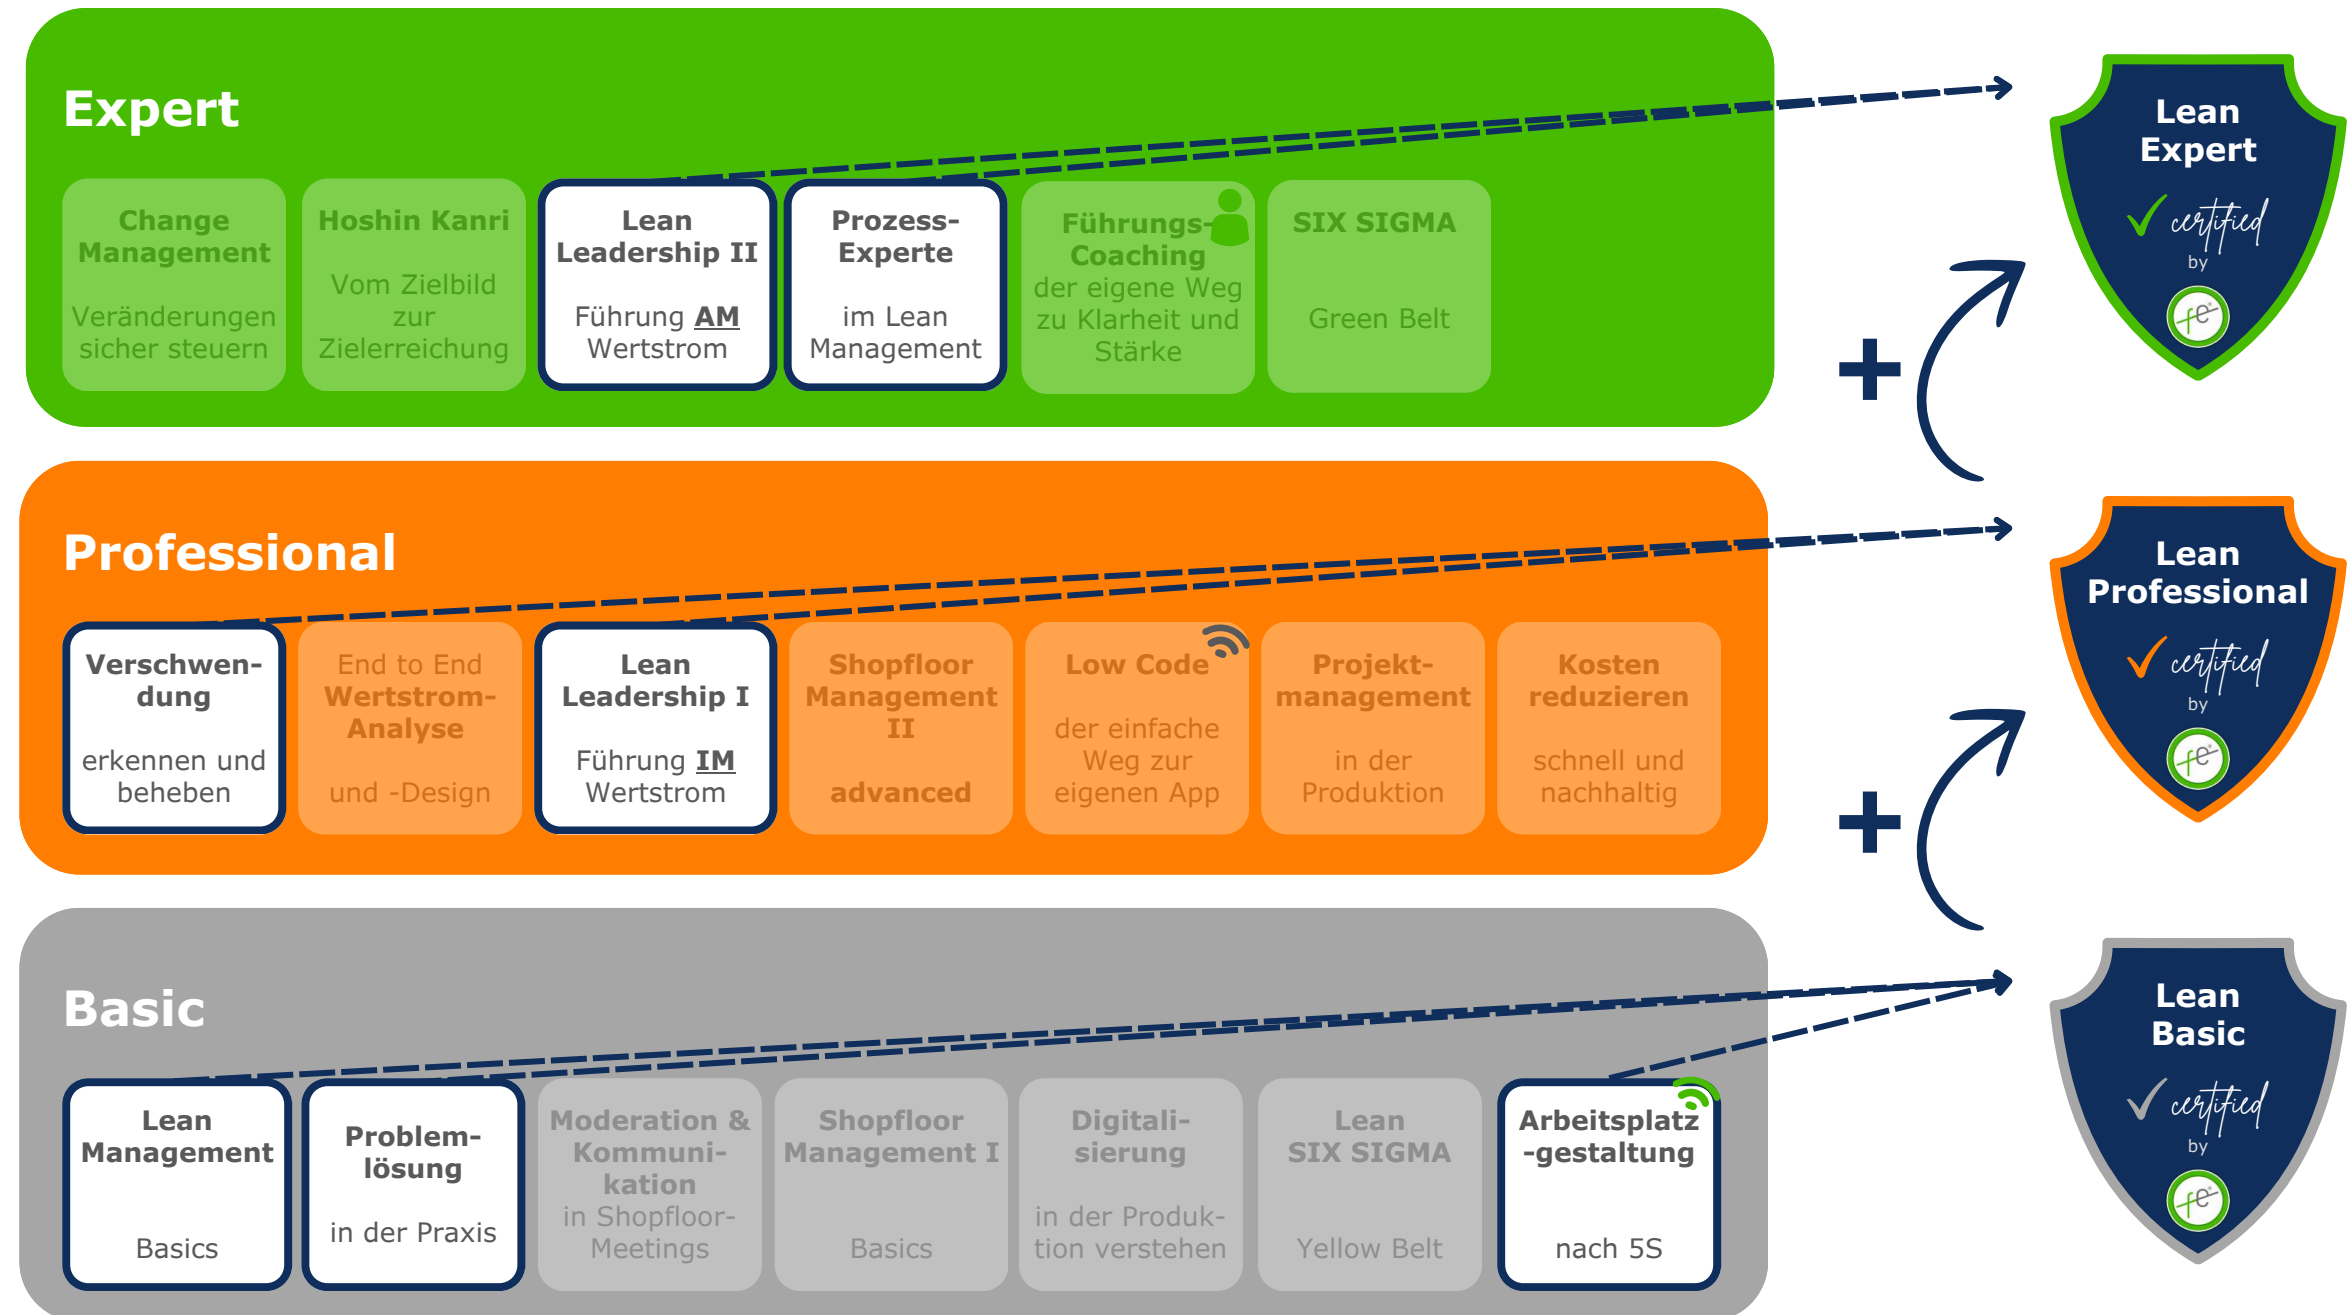 Expert
Change
Management
Veränderungen
sicher steuern
Hoshin Kanri
Vom Zielbild
zur
Zielerreichung
Lean
Leadership II
Führung AM
Wertstrom
Prozess-
Experte
im Lean
Management
Führungs-
Coaching
der eigene Weg
zu Klarheit und
Stärke
SIX SIGMA
Green Belt
+
Lean
Expert
certified
by
fe
Professional
Verschwen-
dung
erkennen und
beheben
End to End
Wertstrom-
Analyse
und -Design
Lean
Leadership I
Führung IM
Wertstrom
Shopfloor
Management
II
advanced
Low Code
der einfache
Weg zur
eigenen App
Projekt-
management
in der
Produktion
Kosten
reduzieren
schnell und
nachhaltig
+
Lean
Professional
certified
by
fe
Basic
Lean
Management
Basics
Problem-
lösung
in der Praxis
Moderation &
Kommuni-
kation
in Shopfloor-
Meetings
Shopfloor
Management I
Basics
Digitali-
sierung
in der Produk-
tion verstehen
Lean
SIX SIGMA
Yellow Belt
Arbeitsplatz
-gestaltung
nach 5S
Lean
Basic
certified
by
fe